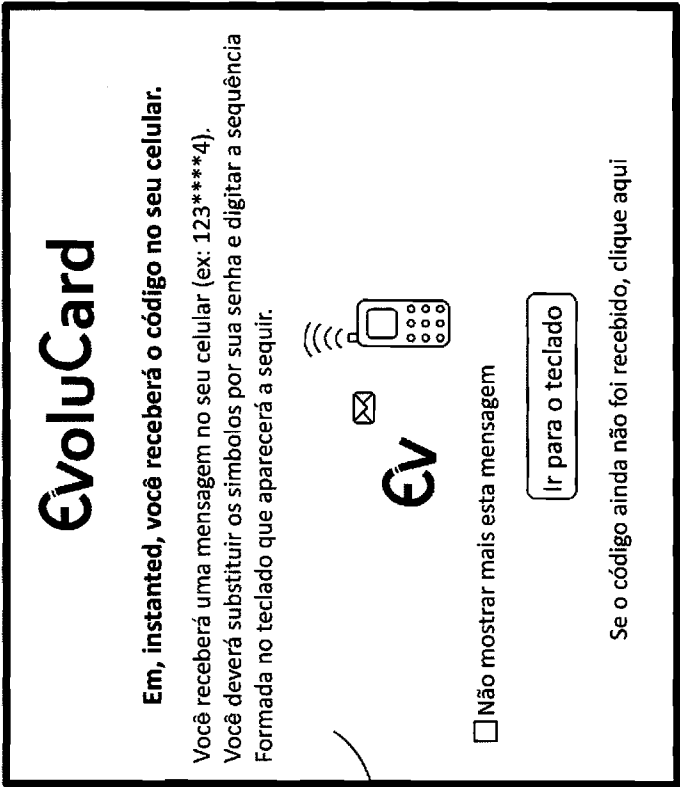 EvoluCard
Em, instanted, você receberá o código no seu celular.
Você receberá uma mensagem no seu celular (ex: 123****4).
Você deverá substituir os simbolos por sua senha e digitar a sequência
Formada no teclado que aparecerá a sequir.
Ev
Não mostrar mais esta mensagem
Ir para o teclado
Se o código ainda não foi recebido, clique aqui